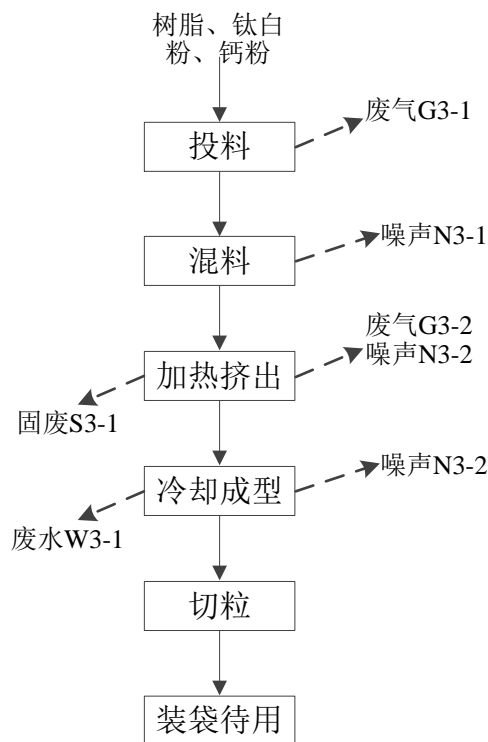 树脂、钛白
粉、钙粉
废气G3-1
投料
噪声N3-1
混料
废气G3-2
噪声N3-2
加热挤出
固废S3-1
噪声N3-2
冷却成型
废水W3-1
切粒
装袋待用